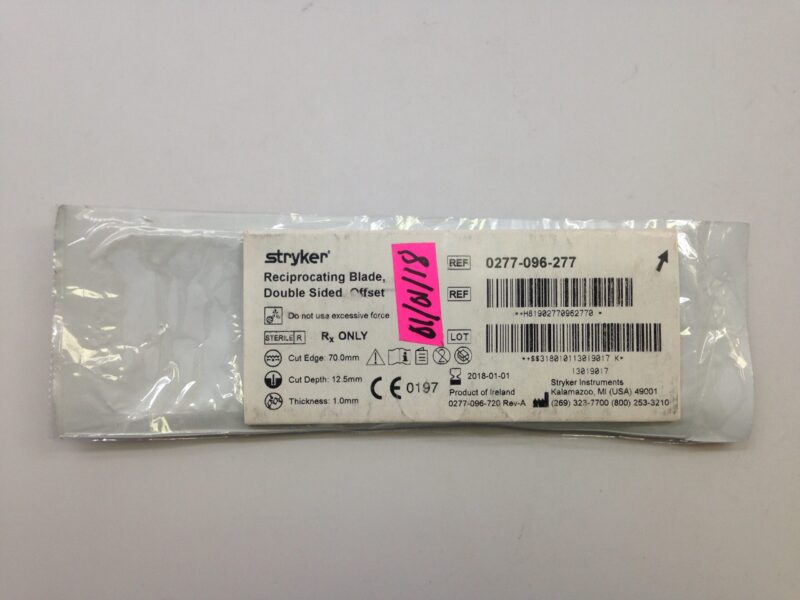 stryker
Reciprocating Blade,
Double Sided, Offset
Do not use excessive force
STERILE R Rx ONLY
Cut Edge: 70.0mm
Cut Depth: 12.5mm
Thickness: 1.0mm
CE 0197
01/01/18
REF 0277-096-277
REF
**H81902770962770 *
LOT
**$$318010113019017 K*
13019017
2018-01-01
Product of Ireland
0277-096-720 Rev-A
Stryker Instruments
Kalamazoo, MI (USA) 49001
(269) 323-7700 (800) 253-3210